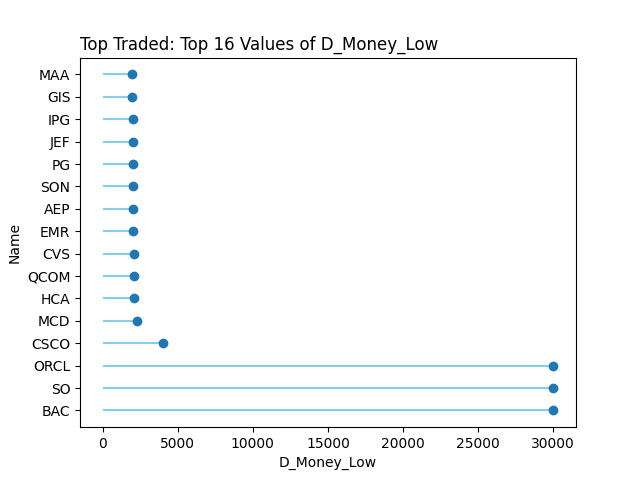 Top Traded: Top 16 Values of D_Money_Low
MAA
GIS
IPG
JEF
PG
SON
AEP
EMR
CVS
QCOM
HCA
MCD
CSCO
ORCL
SO
BAC
Name
0 5000 10000 15000 20000 25000 30000
D_Money_Low